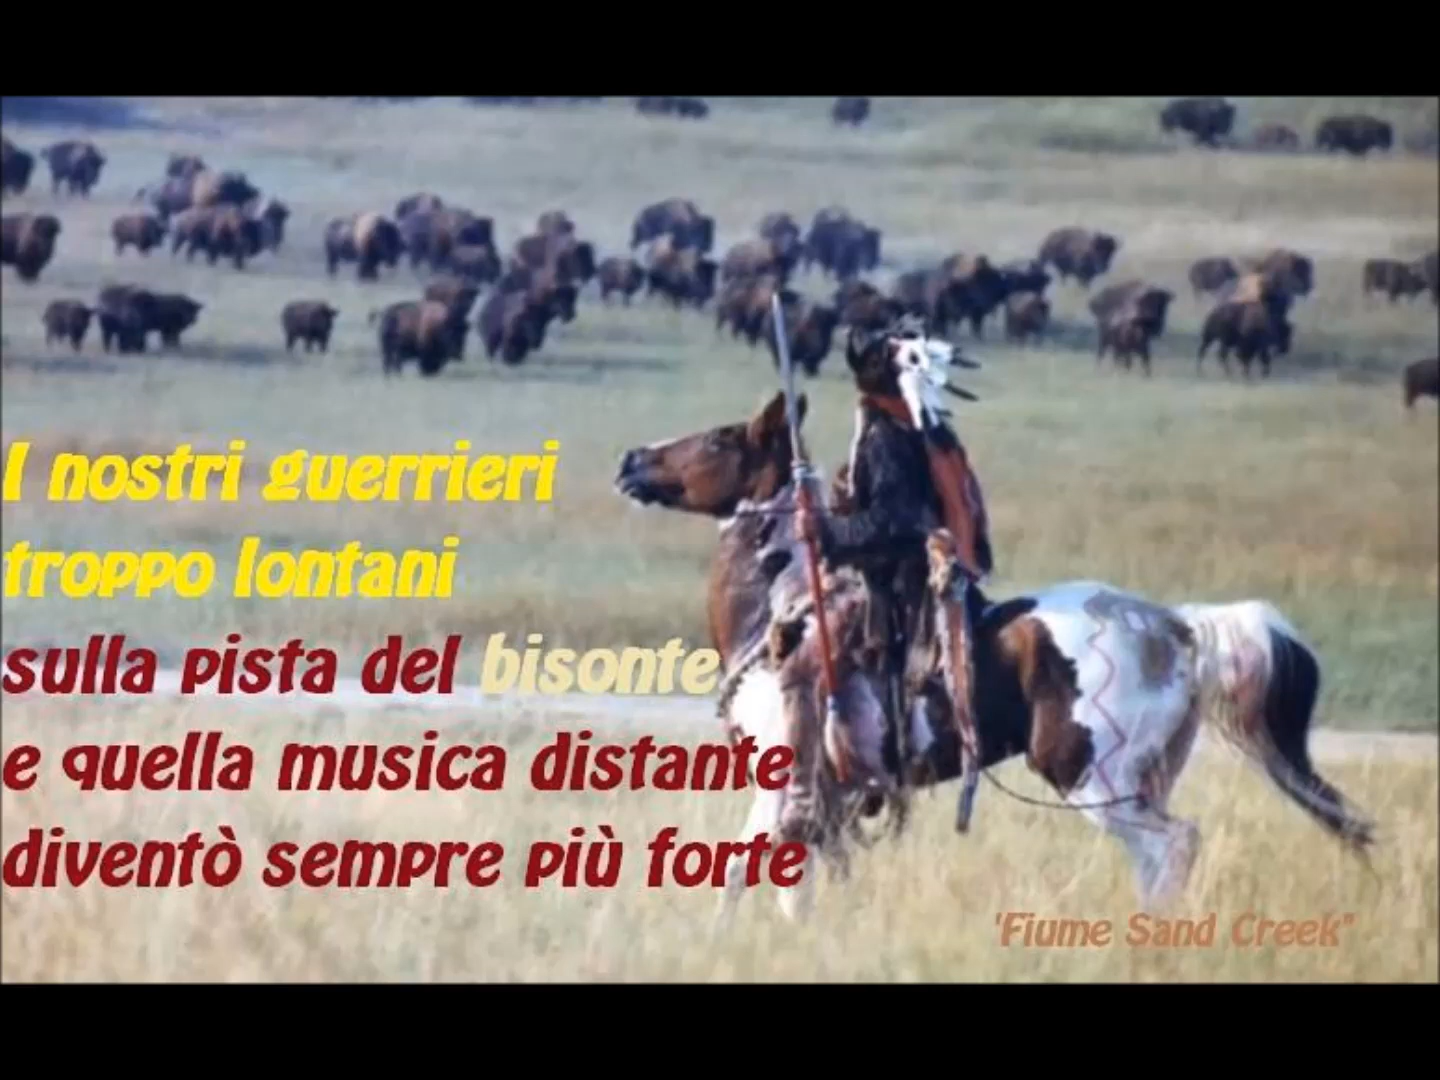 I nostri guerrieri
troppo lontani
sulla pista del bisonte
e quella musica distante
diventò sempre più forte
'Fiume Sand Creek"